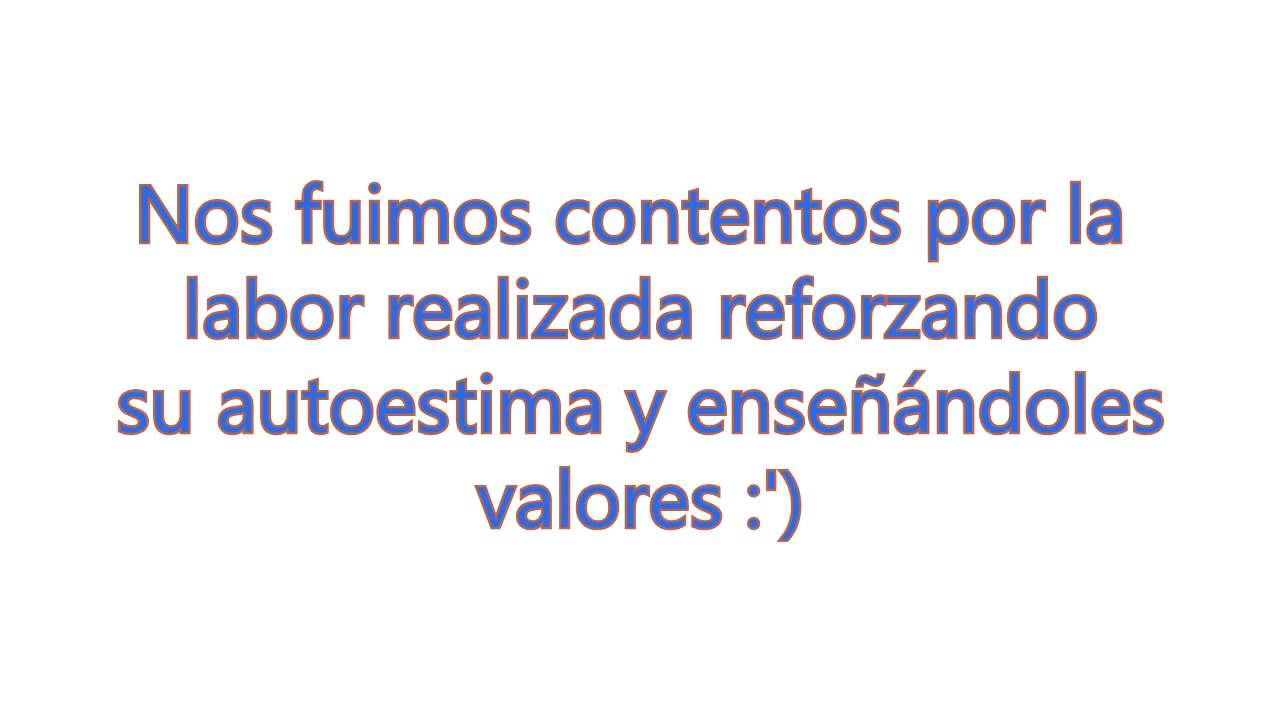 Nos fuimos contentos por la
labor realizada reforzando
su autoestima y enseñándoles
valores :')